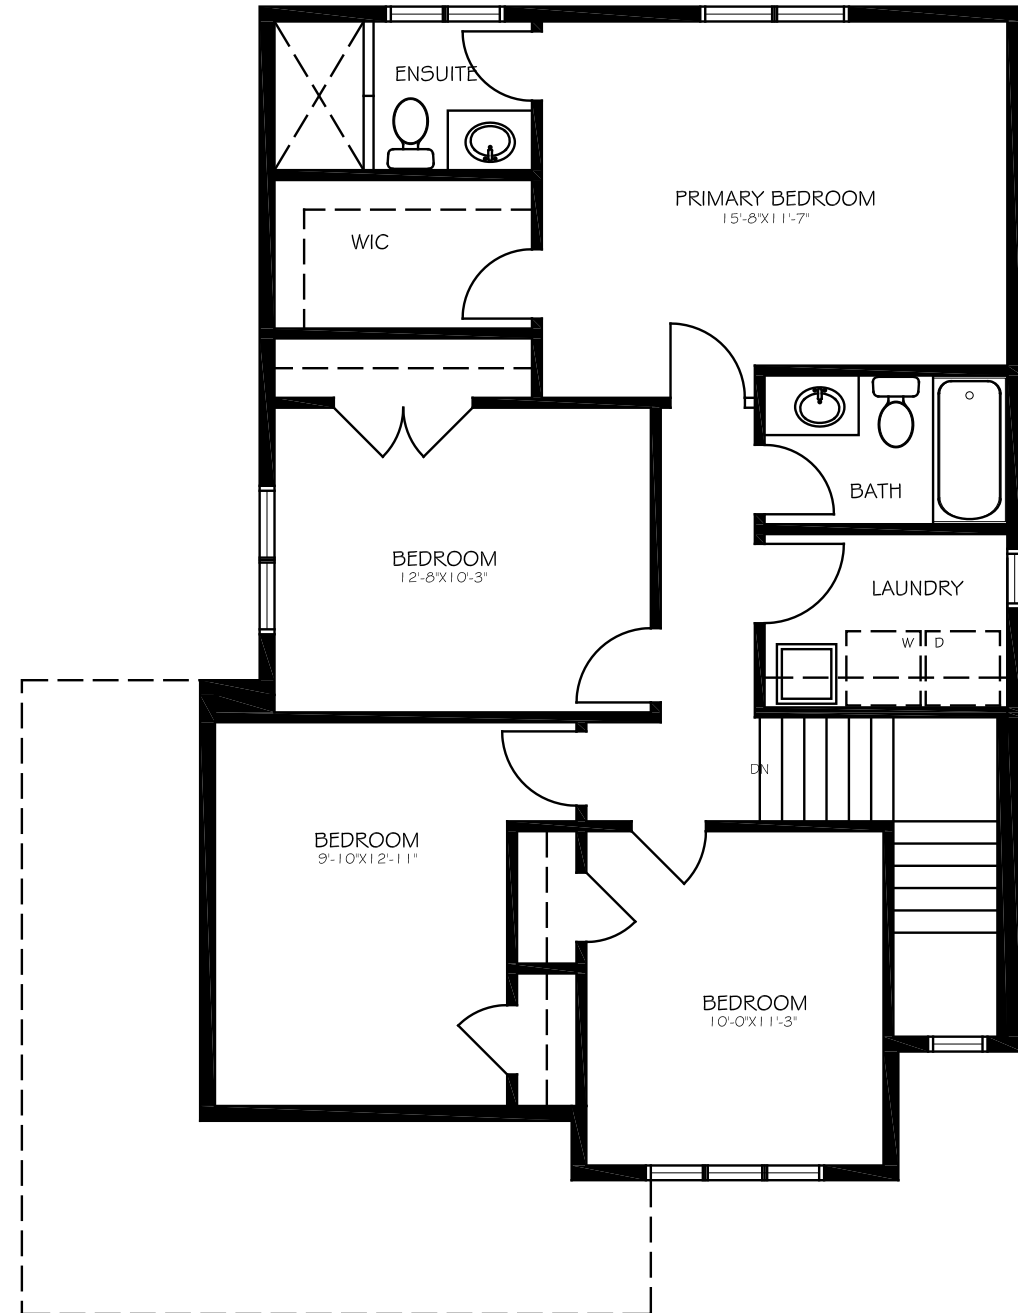 ENSUITE
PRIMARY BEDROOM
15'-8"X11'-7"
WIC
BATH
BEDROOM
12'-8"X10'-3"
LAUNDRY
W D
DN
BEDROOM
9'-10"X12'-11"
BEDROOM
10'-0"X11'-3"